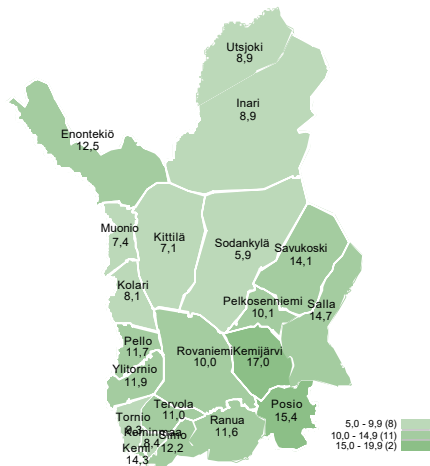 Utsjoki
8,9
Inari
8,9
Enontekiö
12,5
Muonio
7,4
Kittilä
7,1
Sodankylä
5,9
Savukoski
14,1
Kolari
8,1
Pelkosenniemi
10,1
Salla
14,7
Pello
11,7
Rovaniemi
10,0
Kemijärvi
17,0
Ylitornio
11,9
Tervola
11,0
Posio
15,4
Tornio
Ranua
11,6
Keminmaa
8,4
Simo
12,2
Kemi
14,3
5,0 - 9,9 (8)
10,0 - 14,9 (11)
15,0 - 19,9 (2)